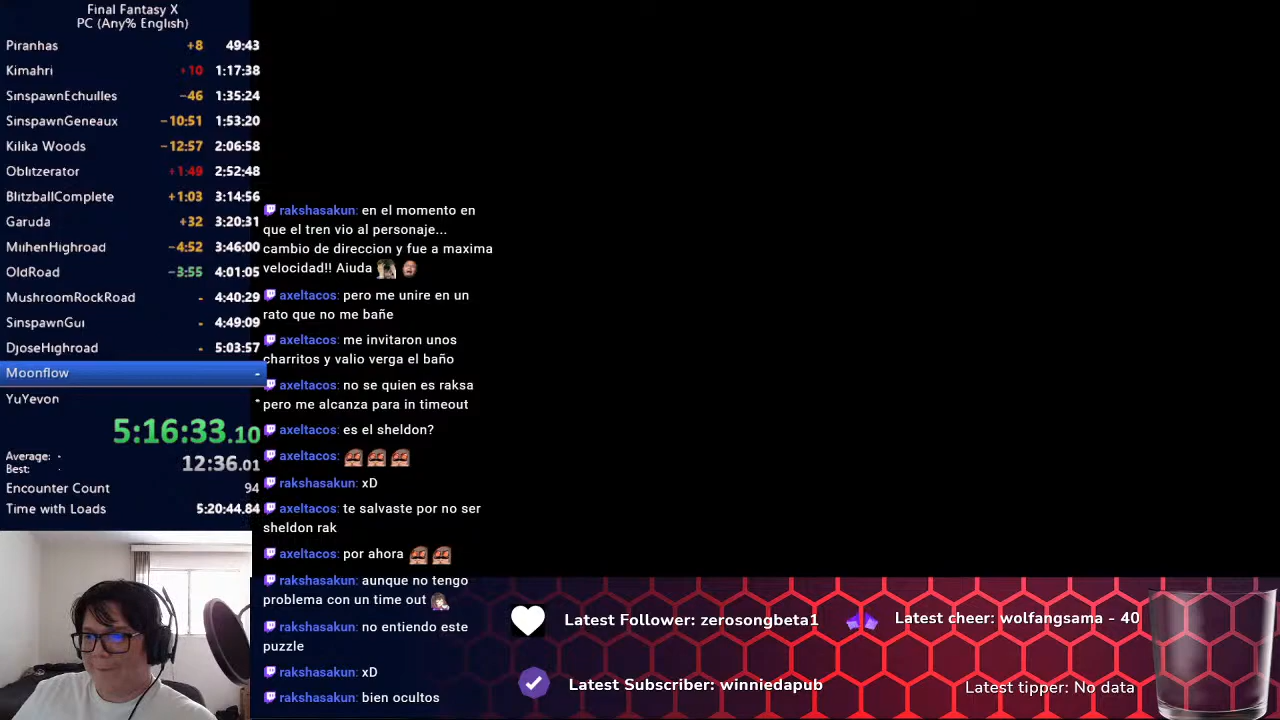 Final Fantasy X
PC (Any% English)
Piranhas +8 49:43
Kimahri +10 1:17:38
SinspawnEchuilles −46 1:35:24
SinspawnGeneaux −10:51 1:53:20
Kilika Woods −12:57 2:06:58
Oblitzerator +1:49 2:52:48
BlitzballComplete +1:03 3:14:56
Garuda +32 3:20:31
MiihenHighroad −4:52 3:46:00
OldRoad −3:55 4:01:05
MushroomRockRoad - 4:40:29
SinspawnGui - 4:49:09
DjoseHighroad - 5:03:57
Moonflow -
YuYevon -
5:16:33.10
Average: -
Best: -
12:36.01
Encounter Count 94
Time with Loads 5:20:44.84
rakshasakun: en el momento en
que el tren vio al personaje...
cambio de direccion y fue a maxima
velocidad!! Aiuda
axeltacos: pero me unire en un
rato que no me bañe
axeltacos: me invitaron unos
charritos y valio verga el baño
axeltacos: no se quien es raksa
pero me alcanza para in timeout
axeltacos: es el sheldon?
axeltacos:
rakshasakun: xD
axeltacos: te salvaste por no ser
sheldon rak
axeltacos: por ahora
rakshasakun: aunque no tengo
problema con un time out
rakshasakun: no entiendo este
puzzle
rakshasakun: xD
rakshasakun: bien ocultos
Latest Follower: zerosongbeta1
Latest cheer: wolfangsama - 40
Latest Subscriber: winniedapub
Latest tipper: No data